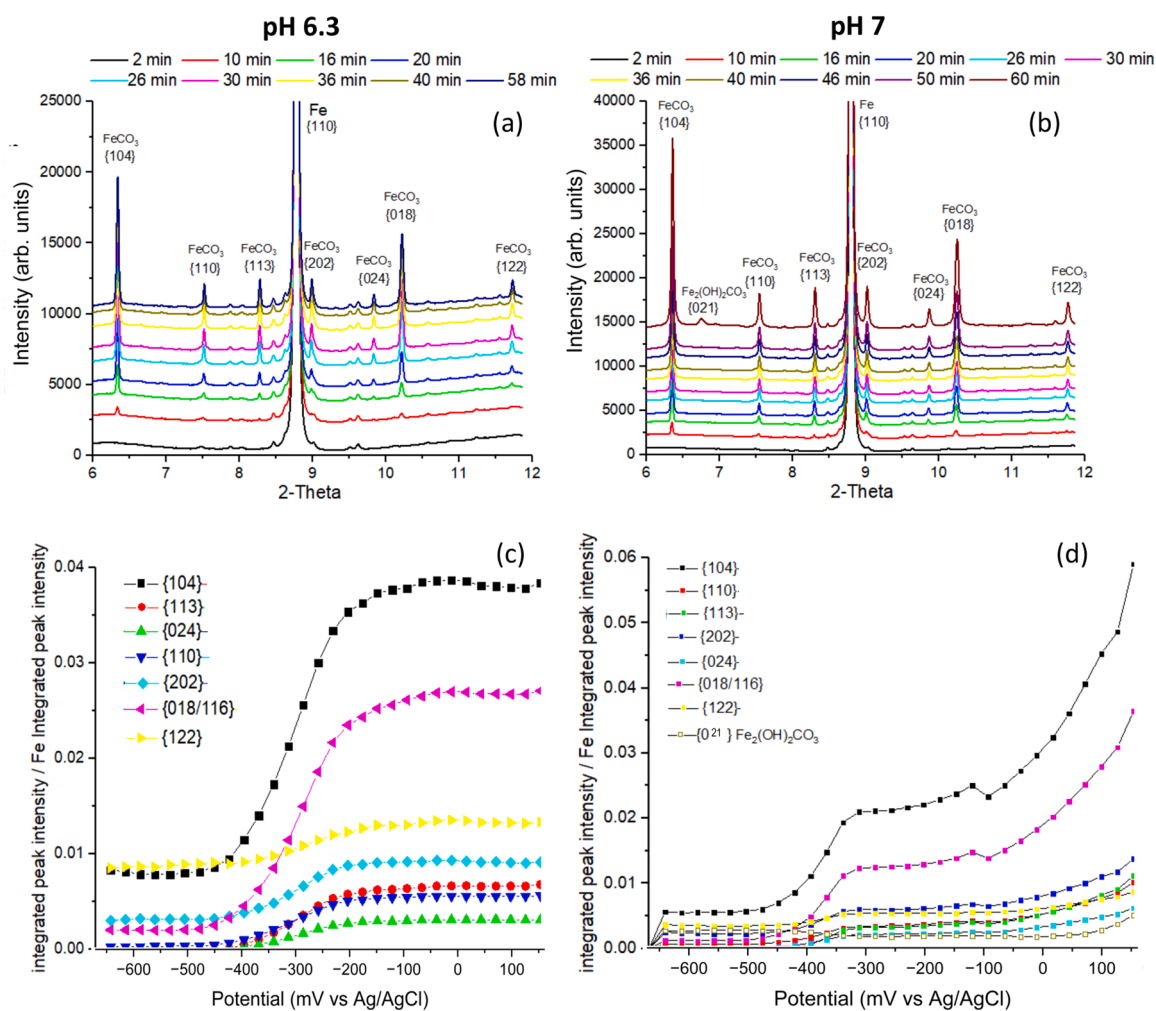 pH 6.3
2 min 10 min 16 min 20 min
26 min 30 min 36 min 40 min 58 min
(a)
Intensity (arb. units)
25000
20000
15000
10000
5000
0
FeCO3
{104}
FeCO3
{110}
FeCO3
{113}
Fe
{110}
FeCO3
{202}
FeCO3
{024}
FeCO3
{018}
FeCO3
{122}
6 7 8 9 10 11 12
2-Theta
pH 7
2 min 10 min 16 min 20 min 26 min 30 min
36 min 40 min 46 min 50 min 60 min
(b)
Intensity (arb. units)
40000
35000
30000
25000
20000
15000
10000
5000
0
FeCO3
{104}
Fe2(OH)2CO3
{021}
FeCO3
{110}
FeCO3
{113}
Fe
{110}
FeCO3
{202}
FeCO3
{024}
FeCO3
{018}
FeCO3
{122}
6 7 8 9 10 11 12
2-Theta
(c)
integrated peak intensity / Fe Integrated peak intensity
0.04
0.03
0.02
0.01
0.00
{104}
{113}
{024}
{110}
{202}
{018/116}
{122}
−600 −500 −400 −300 −200 −100 0 100
Potential (mV vs Ag/AgCl)
(d)
integrated peak intensity / Fe Integrated peak intensity
0.06
0.05
0.04
0.03
0.02
0.01
0.00
{104}
{110}
{113}
{202}
{024}
{018/116}
{122}
{021} Fe2(OH)2CO3
−600 −500 −400 −300 −200 −100 0 100
Potential (mV vs Ag/AgCl)